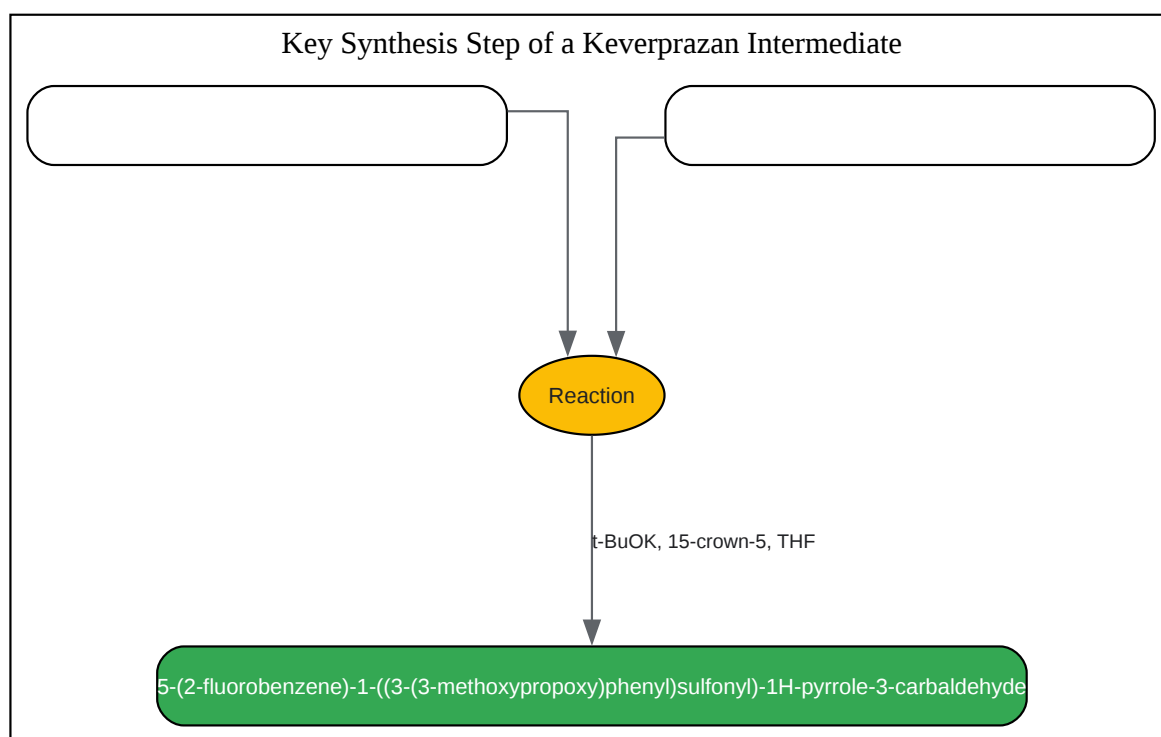 Key Synthesis Step of a Keverprazan Intermediate
Reaction
t-BuOK, 15-crown-5, THF
5-(2-fluorobenzene)-1-((3-(3-methoxypropoxy)phenyl)sulfonyl)-1H-pyrrole-3-carbaldehyde